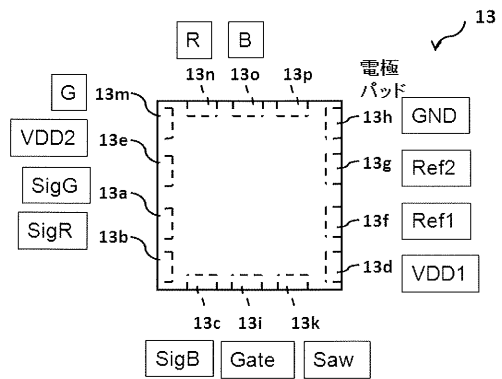 13
R
B
電極
パッド
G
13m
13n
13o
13p
13h
GND
VDD2
13e
13g
Ref2
SigG
13a
13f
Ref1
SigR
13b
13d
VDD1
13c
13i
13k
SigB
Gate
Saw